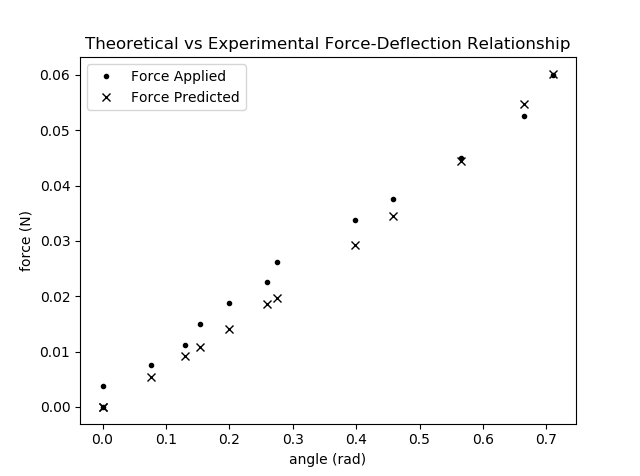 Theoretical vs Experimental Force-Deflection Relationship
Force Applied
Force Predicted
0.06
0.05
0.04
0.03
0.02
0.01
0.00
force (N)
0.0 0.1 0.2 0.3 0.4 0.5 0.6 0.7
angle (rad)